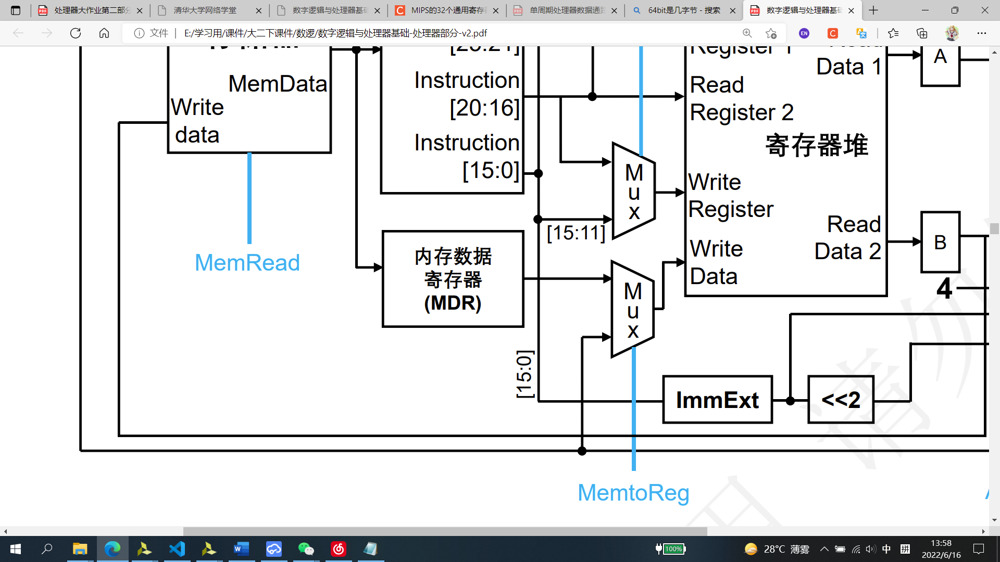 处理器大作业第二部分
清华大学网络学堂
数字逻辑与处理器基础
MIPS的32个通用寄存器
单周期处理器数据通路
64bit是几字节 - 搜索
数字逻辑与处理器基础
文件
E:/学习用/课件/大二下课件/数逻/数字逻辑与处理器基础-处理器部分-v2.pdf
Register 1
Read
Data 1
A
MemData
Write
data
MemRead
[25:21]
Instruction
[20:16]
Instruction
[15:0]
Read
Register 2
寄存器堆
Mux
Write
Register
[15:11]
Read
Data 2
B
4
内存数据
寄存器
(MDR)
Mux
Write
Data
[15:0]
ImmExt
<<2
MemtoReg
请勿
100%
28°C 薄雾
中
拼
13:58
2022/6/16